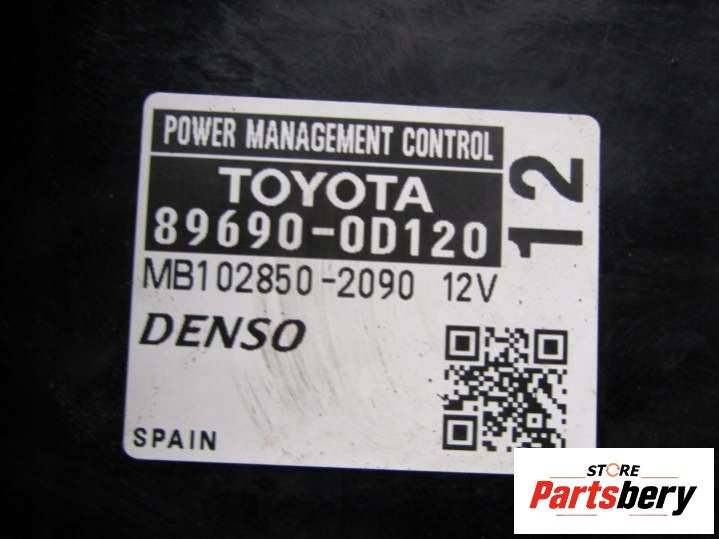 POWER MANAGEMENT CONTROL
TOYOTA
89690-0D120
12
MB102850-2090 12V
DENSO
SPAIN
STORE
Partsbery